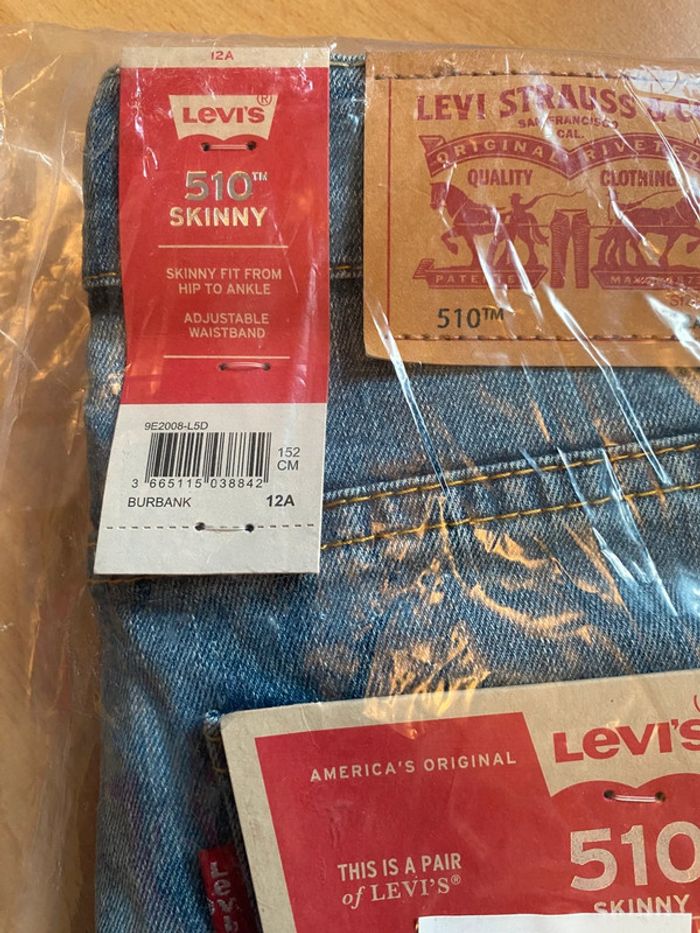 12A
Levi's®
510™
SKINNY
SKINNY FIT FROM
HIP TO ANKLE
ADJUSTABLE
WAISTBAND
9E2008-L5D
152
CM
3 665115 038842
BURBANK 12A
LEVI STRAUSS & C
SAN FRANCISCO
CAL.
ORIGINAL RIVETE
QUALITY CLOTHING
PATENTE
510™
AMERICA'S ORIGINAL
Levi's
THIS IS A PAIR
of LEVI'S®
510
SKINNY
Levi's